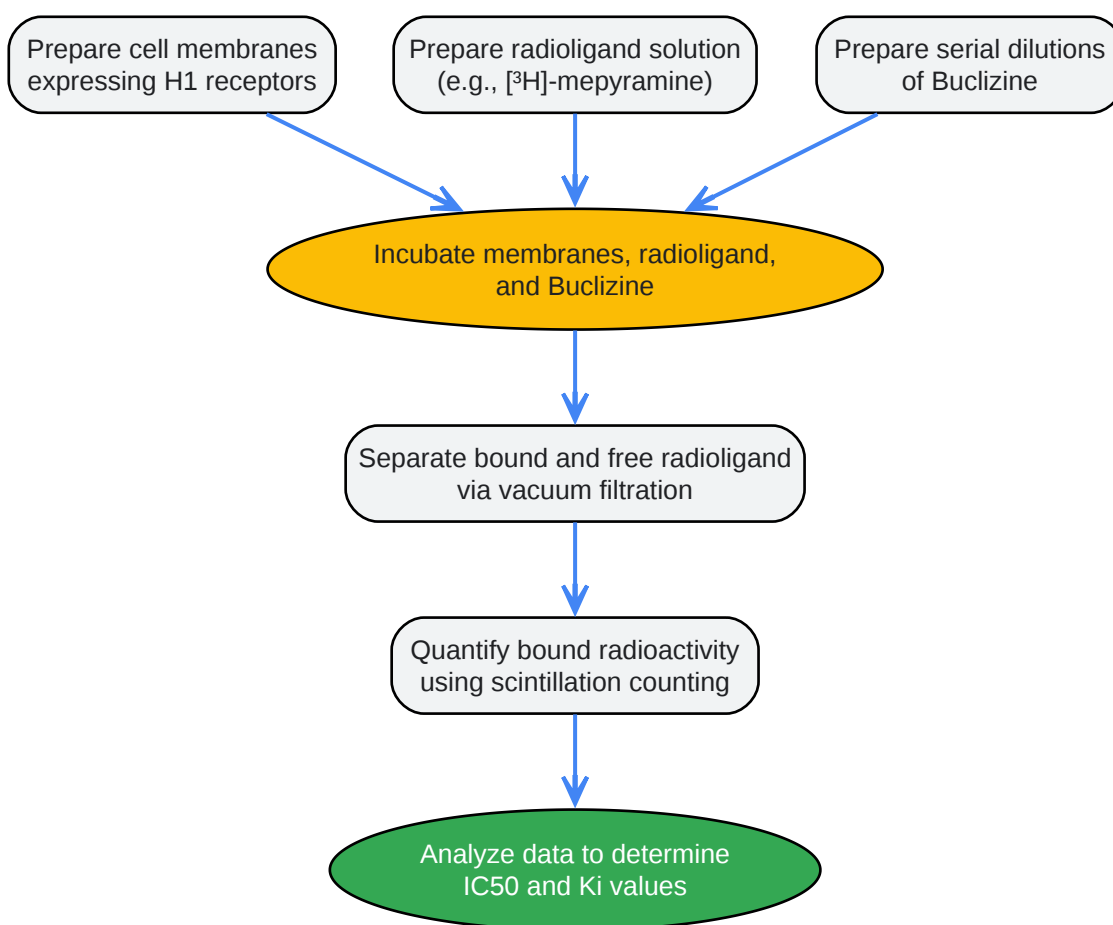 Prepare cell membranes
expressing H1 receptors
Prepare radioligand solution
(e.g., [³H]-mepyramine)
Prepare serial dilutions
of Buclizine
Incubate membranes, radioligand,
and Buclizine
Separate bound and free radioligand
via vacuum filtration
Quantify bound radioactivity
using scintillation counting
Analyze data to determine
IC50 and Ki values